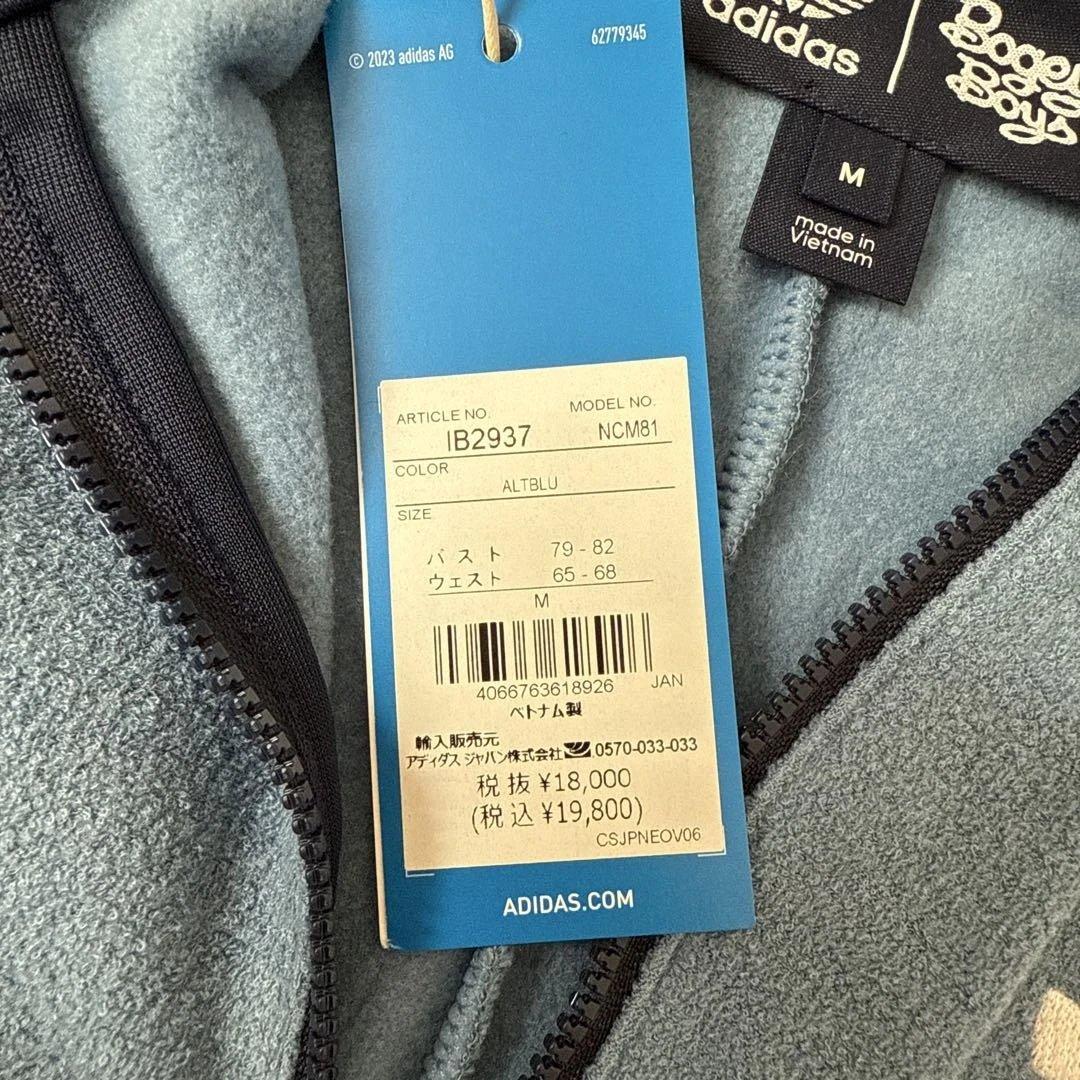 © 2023 adidas AG
62779345
adidas
Bogey
Boys
M
made in
Vietnam
ARTICLE NO.
MODEL NO.
IB2937
NCM81
COLOR
ALTBLU
SIZE
バスト 79 - 82
ウェスト 65 - 68
M
4066763618926 JAN
ベトナム製
輸入販売元
アディダス ジャパン株式会社 0570-033-033
税抜 ¥18,000
(税込 ¥19,800)
CSJPNEOV06
ADIDAS.COM